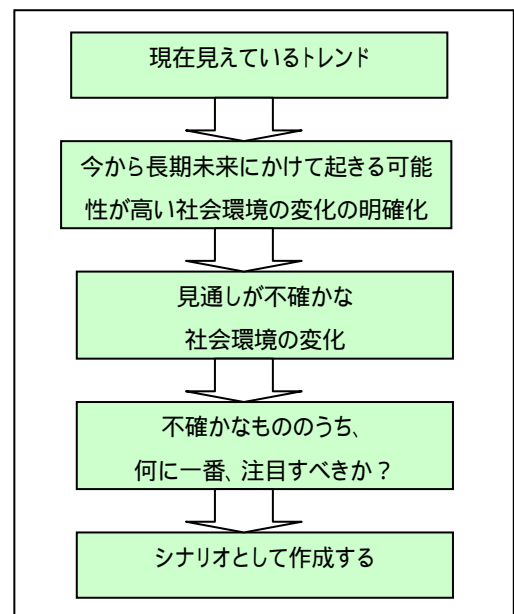 現在見えているトレンド
今から長期未来にかけて起きる可能
性が高い社会環境の変化の明確化
見通しが不確かな
社会環境の変化
不確かなもののうち、
何に一番、注目すべきか？
シナリオとして作成する